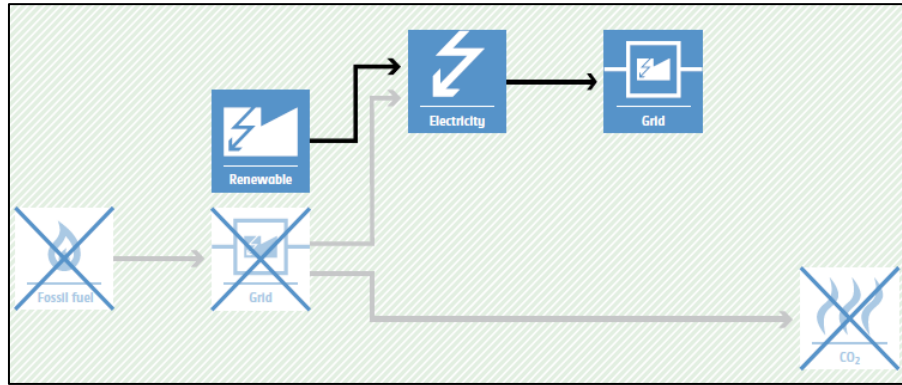 Electricity
Grid
Renewable
Fossil fuel
Grid
CO₂